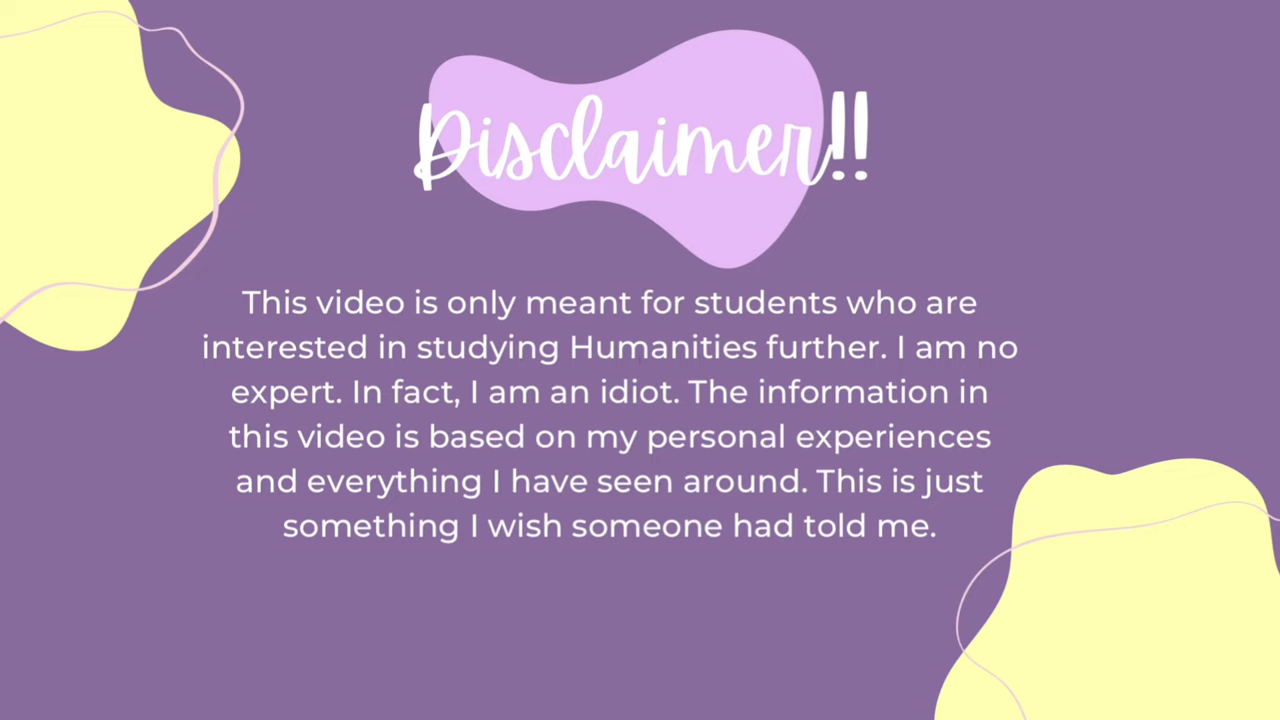 Disclaimer!!
This video is only meant for students who are
interested in studying Humanities further. I am no
expert. In fact, I am an idiot. The information in
this video is based on my personal experiences
and everything I have seen around. This is just
something I wish someone had told me.